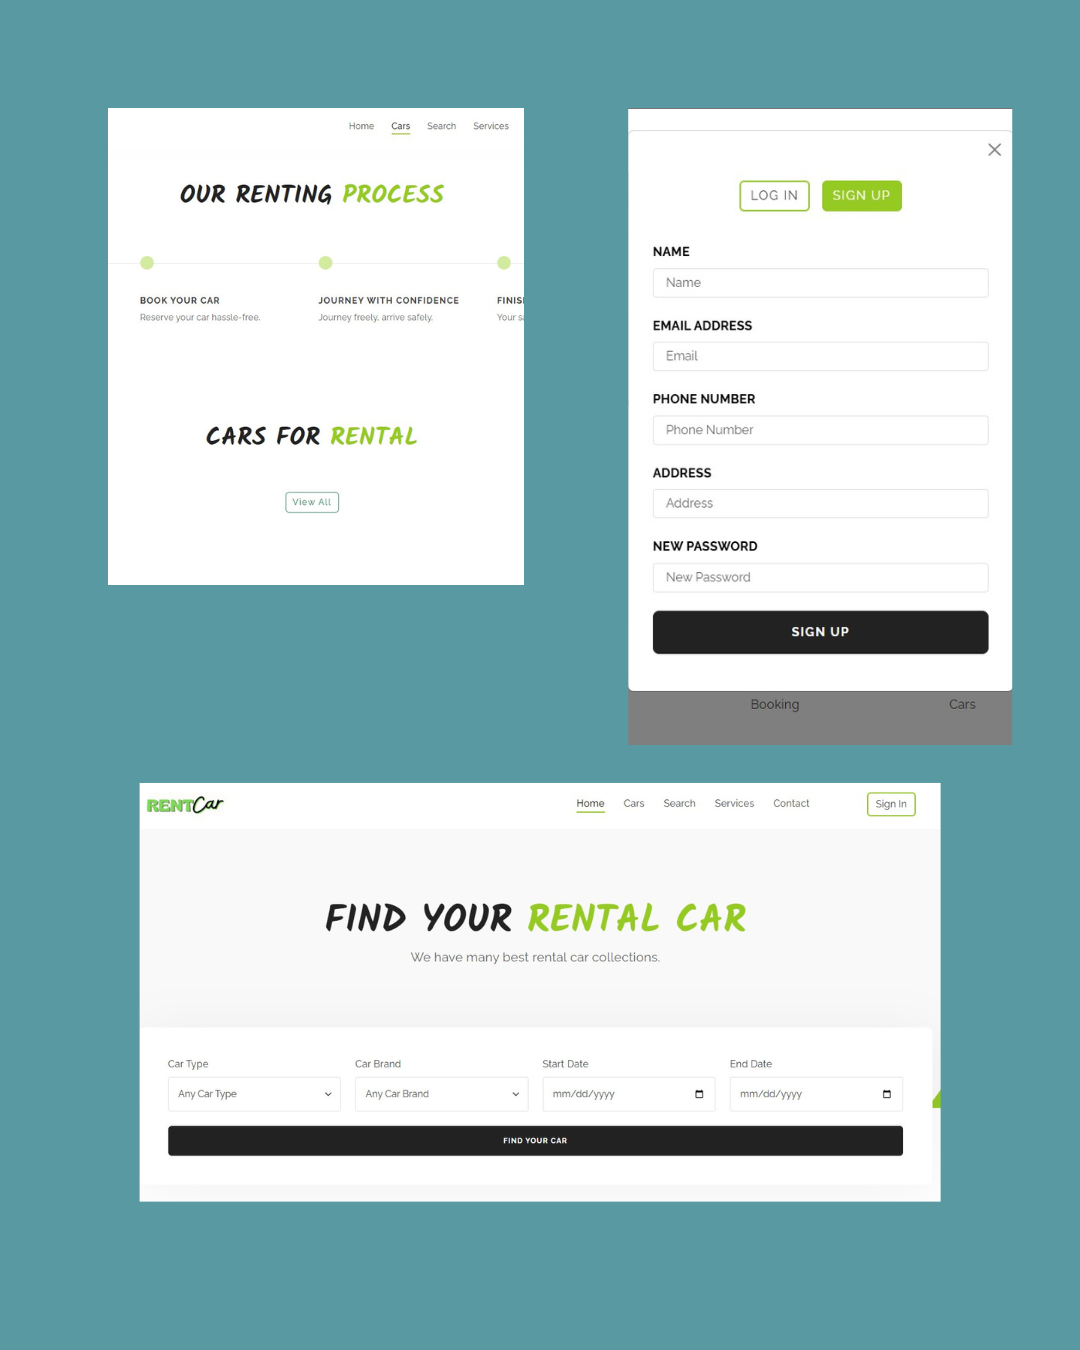 Home Cars Search Services
OUR RENTING PROCESS
BOOK YOUR CAR JOURNEY WITH CONFIDENCE
Reserve your car hassle-free. Journey freely, arrive safely. Your
CARS FOR RENTAL
View All
LOG IN SIGN UP
NAME
Name
EMAIL ADDRESS
Email
PHONE NUMBER
Phone Number
ADDRESS
Address
NEW PASSWORD
New Password
SIGN UP
Booking Cars
RENTCar Home Cars Search Services Contact Sign In
FIND YOUR RENTAL CAR
We have many best rental car collections.
Car Type Car Brand Start Date End Date
Any Car Type Any Car Brand mm/dd/yyyy mm/dd/yyyy
FIND YOUR CAR